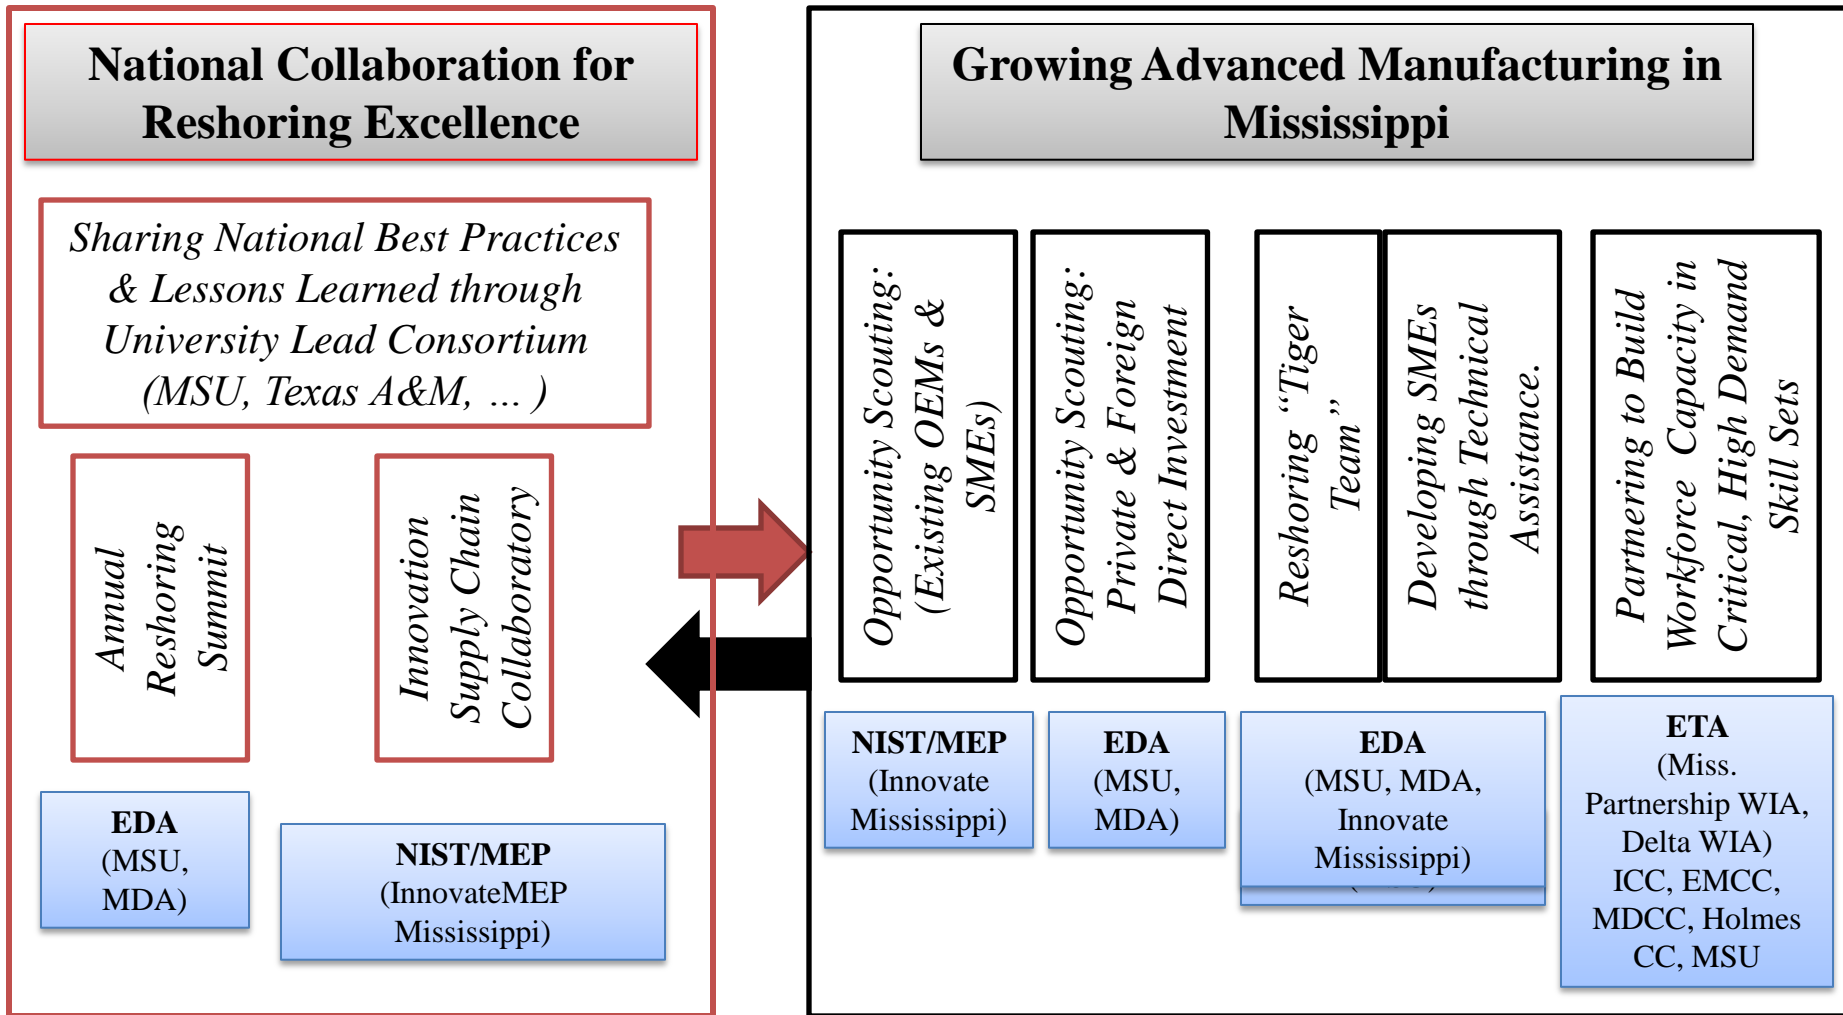 National Collaboration for
Reshoring Excellence
Sharing National Best Practices
& Lessons Learned through
University Lead Consortium
(MSU, Texas A&M, ... )
Annual
Reshoring
Summit
Innovation
Supply Chain
Collaboratory
EDA
(MSU,
MDA)
NIST/MEP
(InnovateMEP
Mississippi)
Growing Advanced Manufacturing in
Mississippi
Opportunity Scouting:
(Existing OEMs &
SMEs)
Opportunity Scouting:
Private & Foreign
Direct Investment
Reshoring “Tiger
Team”
Developing SMEs
through Technical
Assistance.
Partnering to Build
Workforce Capacity in
Critical, High Demand
Skill Sets
NIST/MEP
(Innovate
Mississippi)
EDA
(MSU,
MDA)
EDA
(MSU, MDA,
Innovate
Mississippi)
ETA
(Miss.
Partnership WIA,
Delta WIA)
ICC, EMCC,
MDCC, Holmes
CC, MSU